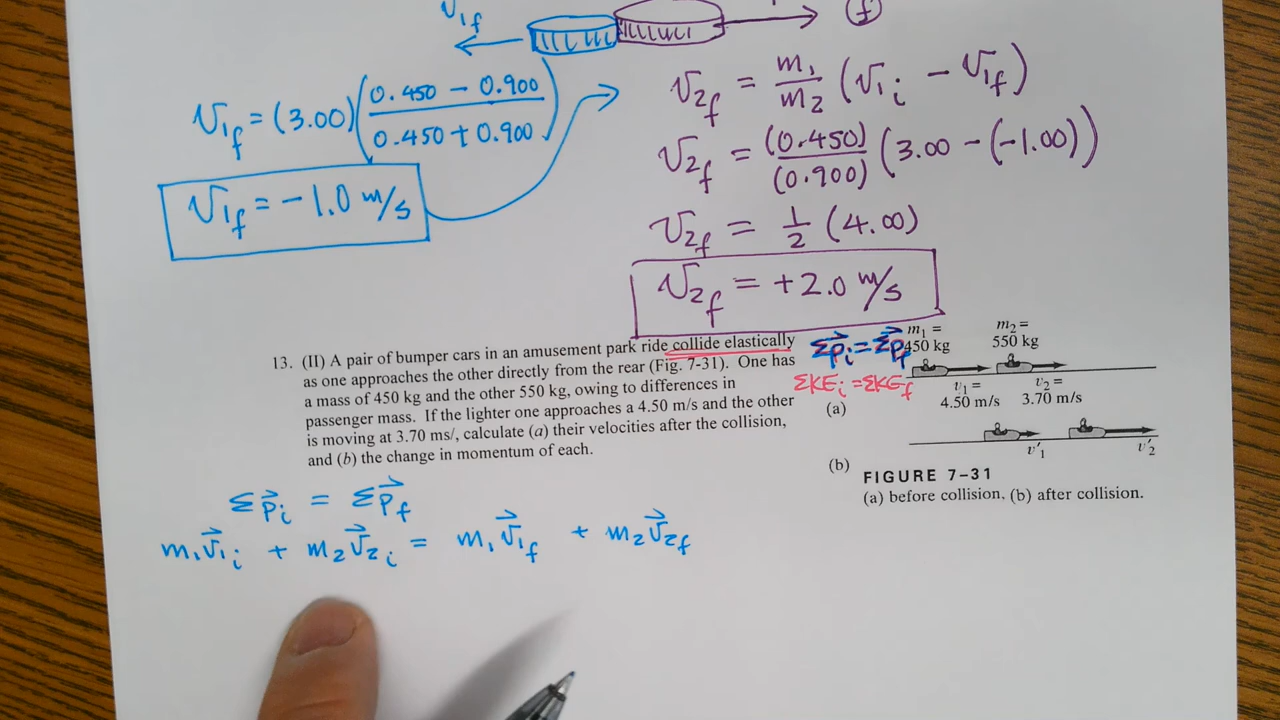 V1f
f
V1f = (3.00)(0.450 - 0.900 / 0.450 + 0.900)
V1f = -1.0 m/s
V2f = m1/m2 (V1i - V1f)
V2f = (0.450)/(0.900) (3.00 - (-1.00))
V2f = 1/2 (4.00)
V2f = +2.0 m/s
13. (II) A pair of bumper cars in an amusement park ride collide elastically
as one approaches the other directly from the rear (Fig. 7-31). One has
a mass of 450 kg and the other 550 kg, owing to differences in
passenger mass. If the lighter one approaches a 4.50 m/s and the other
is moving at 3.70 ms/, calculate (a) their velocities after the collision,
and (b) the change in momentum of each.
Σp⃗i = Σp⃗f
ΣKEi = ΣKEf
m1 =
450 kg
m2 =
550 kg
v1 =
4.50 m/s
v2 =
3.70 m/s
(a)
v'1
v'2
(b)
FIGURE 7-31
(a) before collision, (b) after collision.
Σp⃗i = Σp⃗f
m1v⃗1i + m2v⃗2i = m1v⃗1f + m2v⃗2f